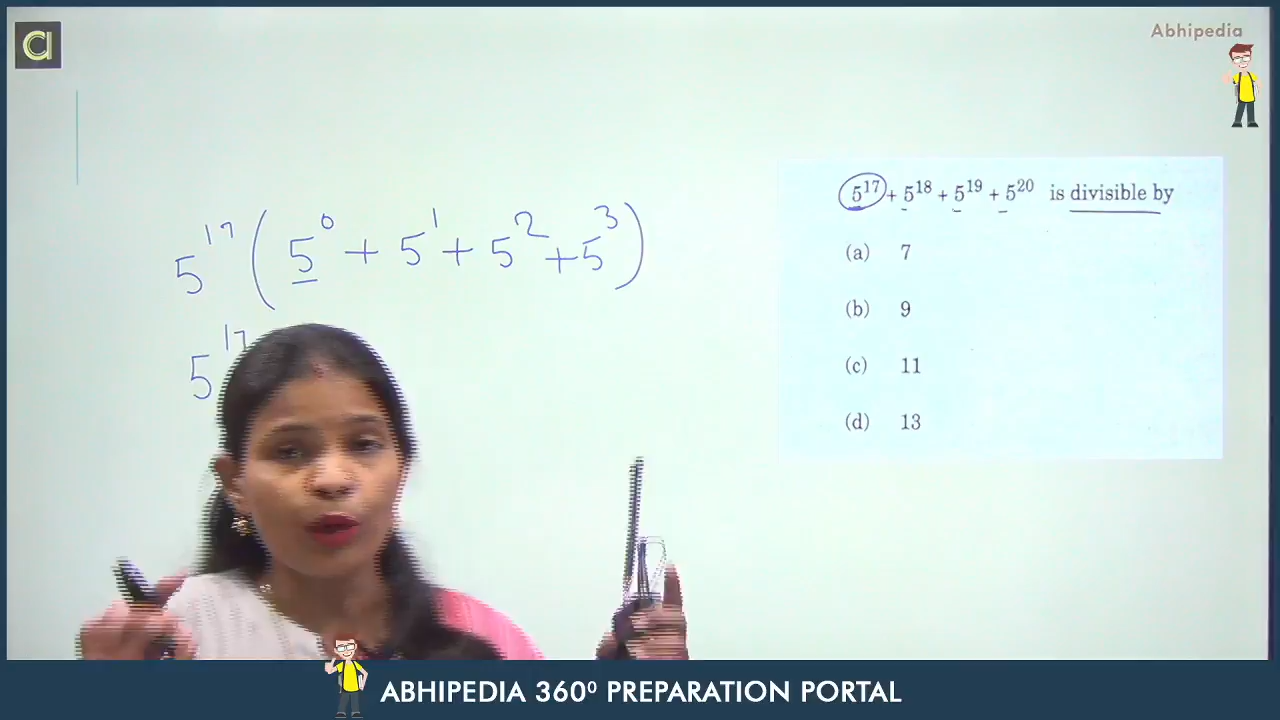 Abhipedia
5¹⁷ (5⁰ + 5¹ + 5² + 5³)
5¹⁷
5¹⁷ + 5¹⁸ + 5¹⁹ + 5²⁰ is divisible by
(a) 7
(b) 9
(c) 11
(d) 13
ABHIPEDIA 360⁰ PREPARATION PORTAL